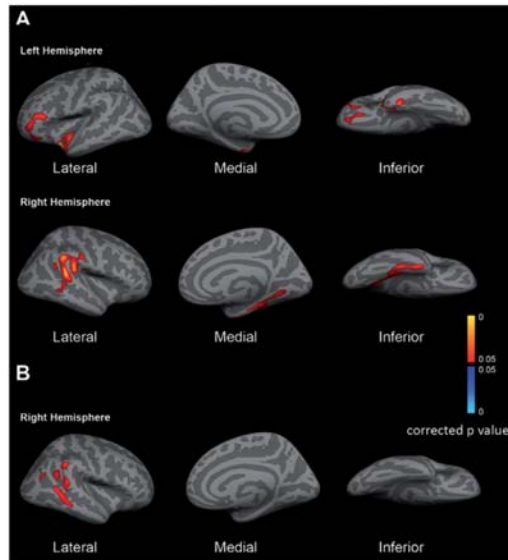 A
Left Hemisphere
Lateral Medial Inferior
Right Hemisphere
Lateral Medial Inferior
0
0.05
0.05
0
corrected p value
B
Right Hemisphere
Lateral Medial Inferior